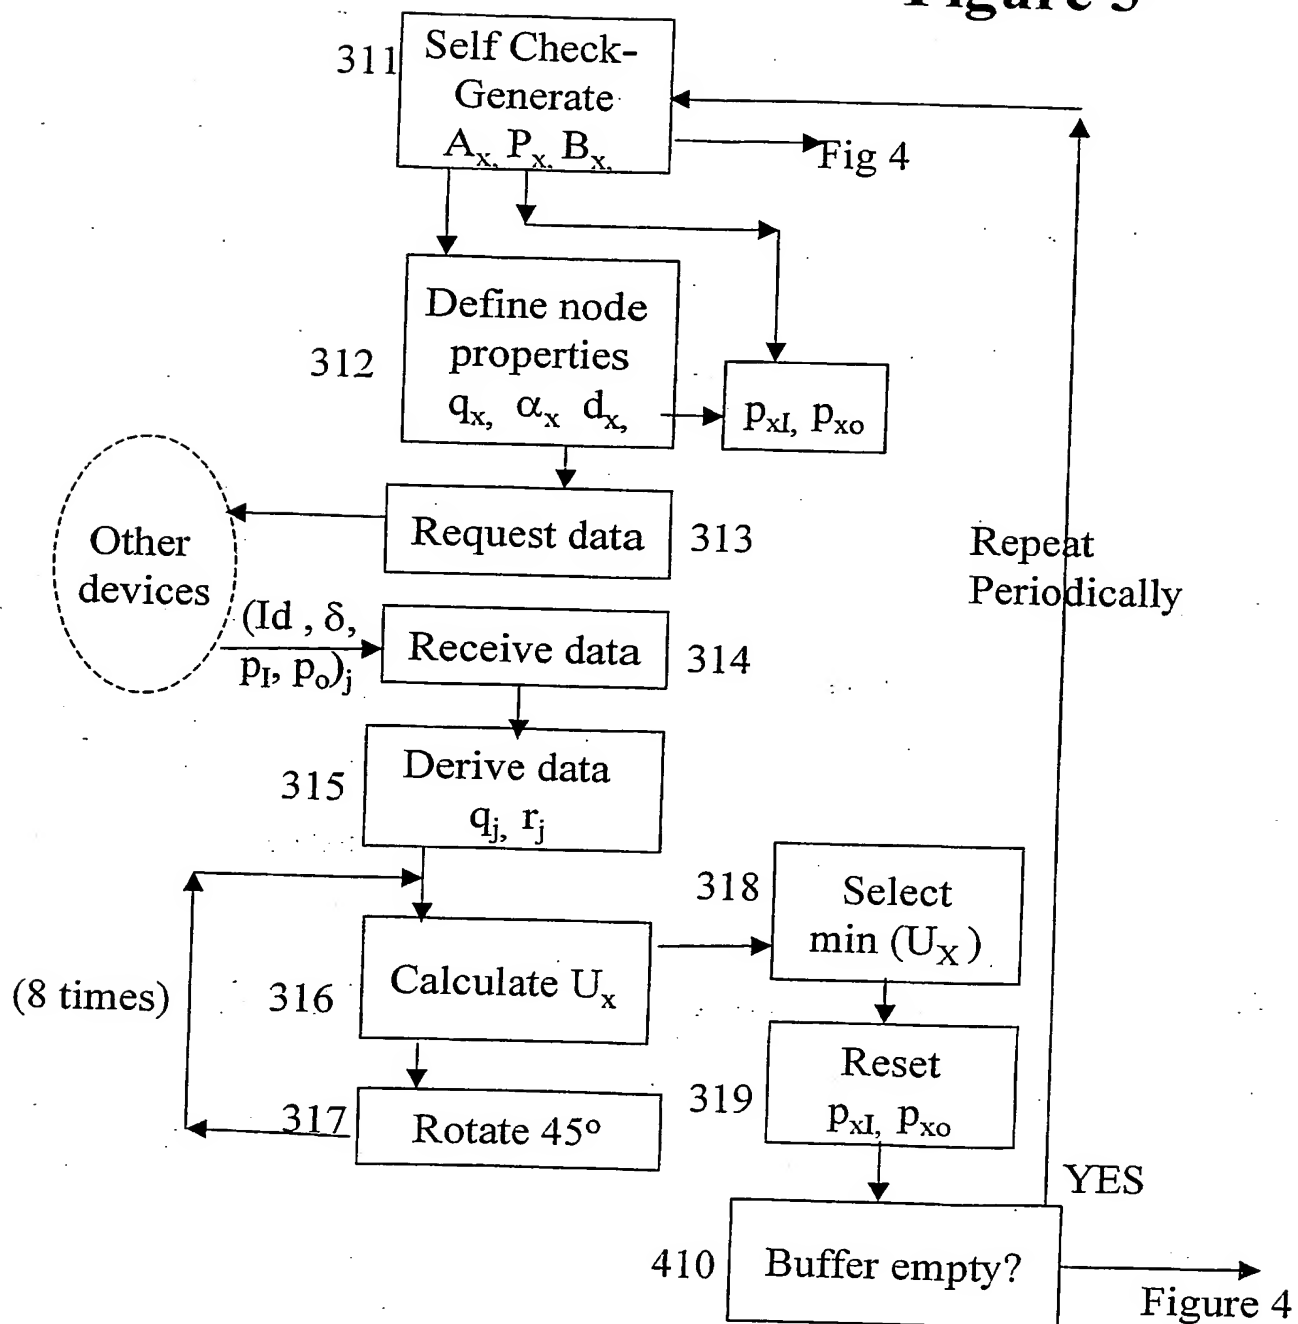 Figure 3
311
Self Check-
Generate
Ax, Px, Bx,
Fig 4
312
Define node
properties
qx, αx dx,
pxI, pxo
Other
devices
Request data
313
Repeat
Periodically
(Id , δ,
pI, po)j
Receive data
314
315
Derive data
qj, rj
318
Select
min (UX)
(8 times)
316
Calculate Ux
319
Reset
pxI, pxo
317
Rotate 45º
YES
410
Buffer empty?
Figure 4